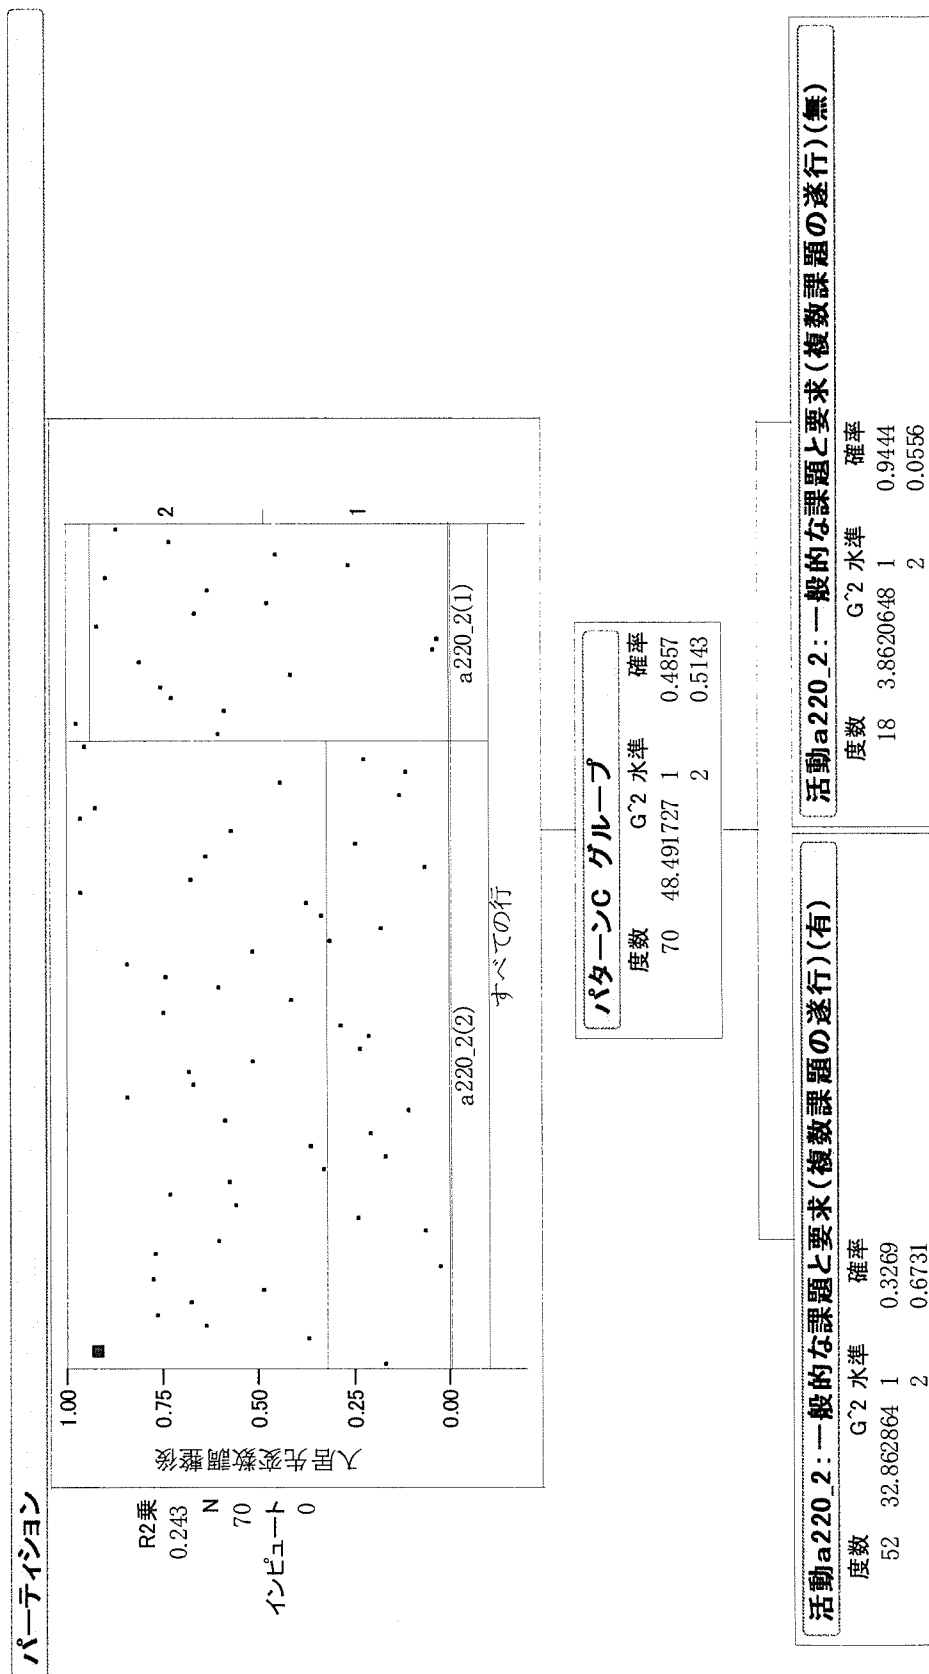 パーティション
R2乗
0.243
N
70
インピュート
0
入居先変数調整後
1.00
0.75
0.50
0.25
0.00
2
1
a220_2(2)
a220_2(1)
すべての行
パターンC グループ
度数 G^2 水準 確率
70 48.491727 1 0.4857
2 0.5143
活動a220_2：一般的な課題と要求(複数課題の遂行)(有)
度数 G^2 水準 確率
52 32.862864 1 0.3269
2 0.6731
活動a220_2：一般的な課題と要求(複数課題の遂行)(無)
度数 G^2 水準 確率
18 3.8620648 1 0.9444
2 0.0556